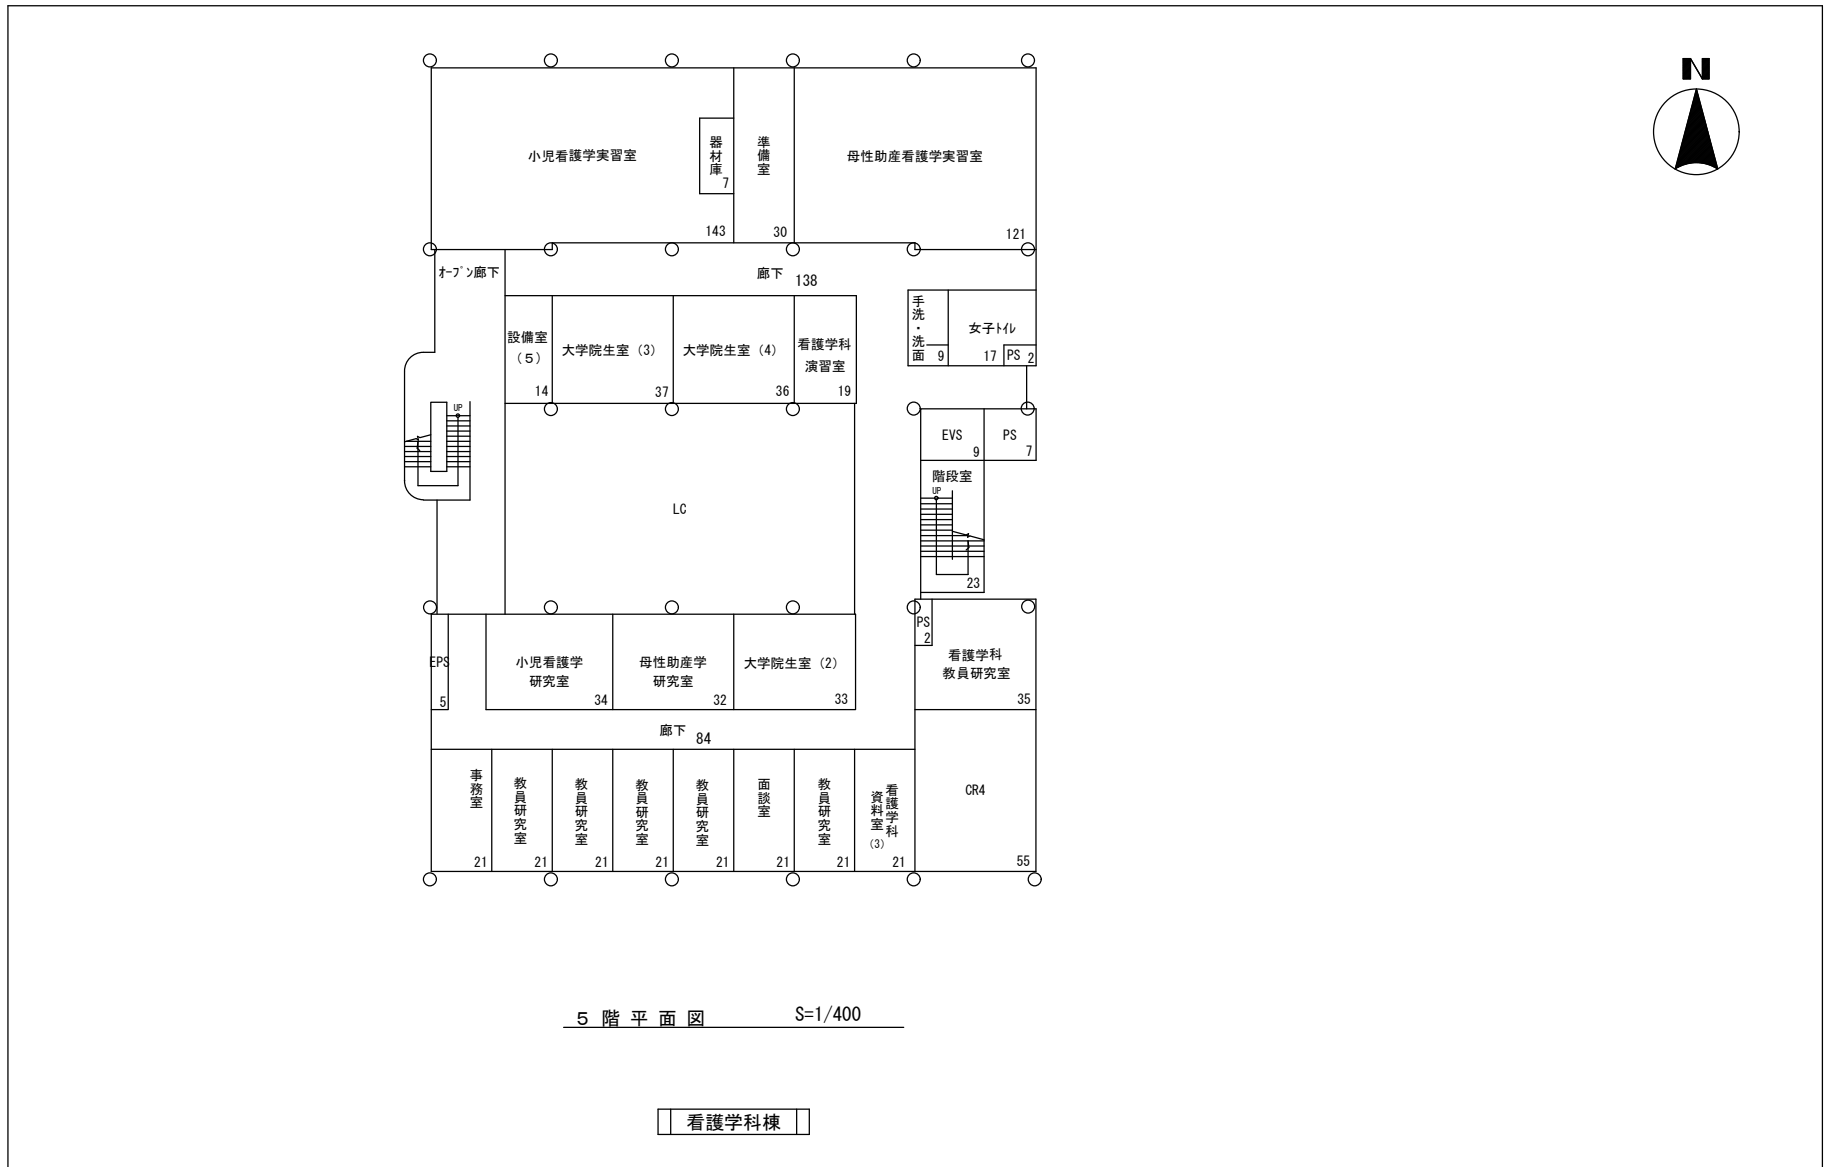 N
小児看護学実習室
143
器材庫
7
準備室
30
母性助産看護学実習室
121
オープン廊下
廊下 138
設備室
(5)
14
大学院生室(3)
37
大学院生室(4)
36
看護学科
演習室
19
手洗・洗面
9
女子トイレ
17
PS 2
UP
EVS
9
PS
7
階段室
UP
23
LC
EPS
5
小児看護学
研究室
34
母性助産学
研究室
32
大学院生室(2)
33
PS
2
看護学科
教員研究室
35
廊下 84
事務室
21
教員研究室
21
教員研究室
21
教員研究室
21
教員研究室
21
面談室
21
教員研究室
21
看護学科
資料室
(3)
21
CR4
55
5階平面図 S=1/400
看護学科棟